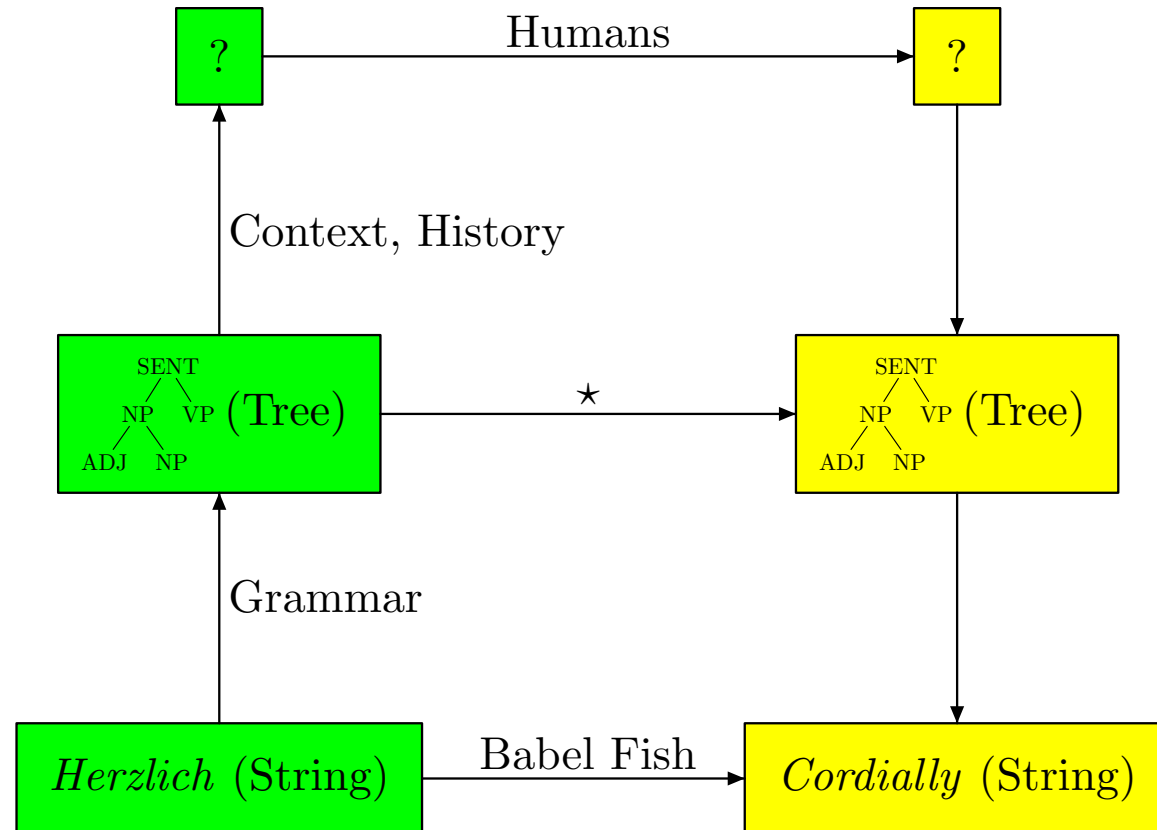 ? Humans ?
Context, History
SENT SENT
NP VP (Tree) ⋆ NP VP (Tree)
ADJ NP ADJ NP
Grammar
Herzlich (String) Babel Fish Cordially (String)